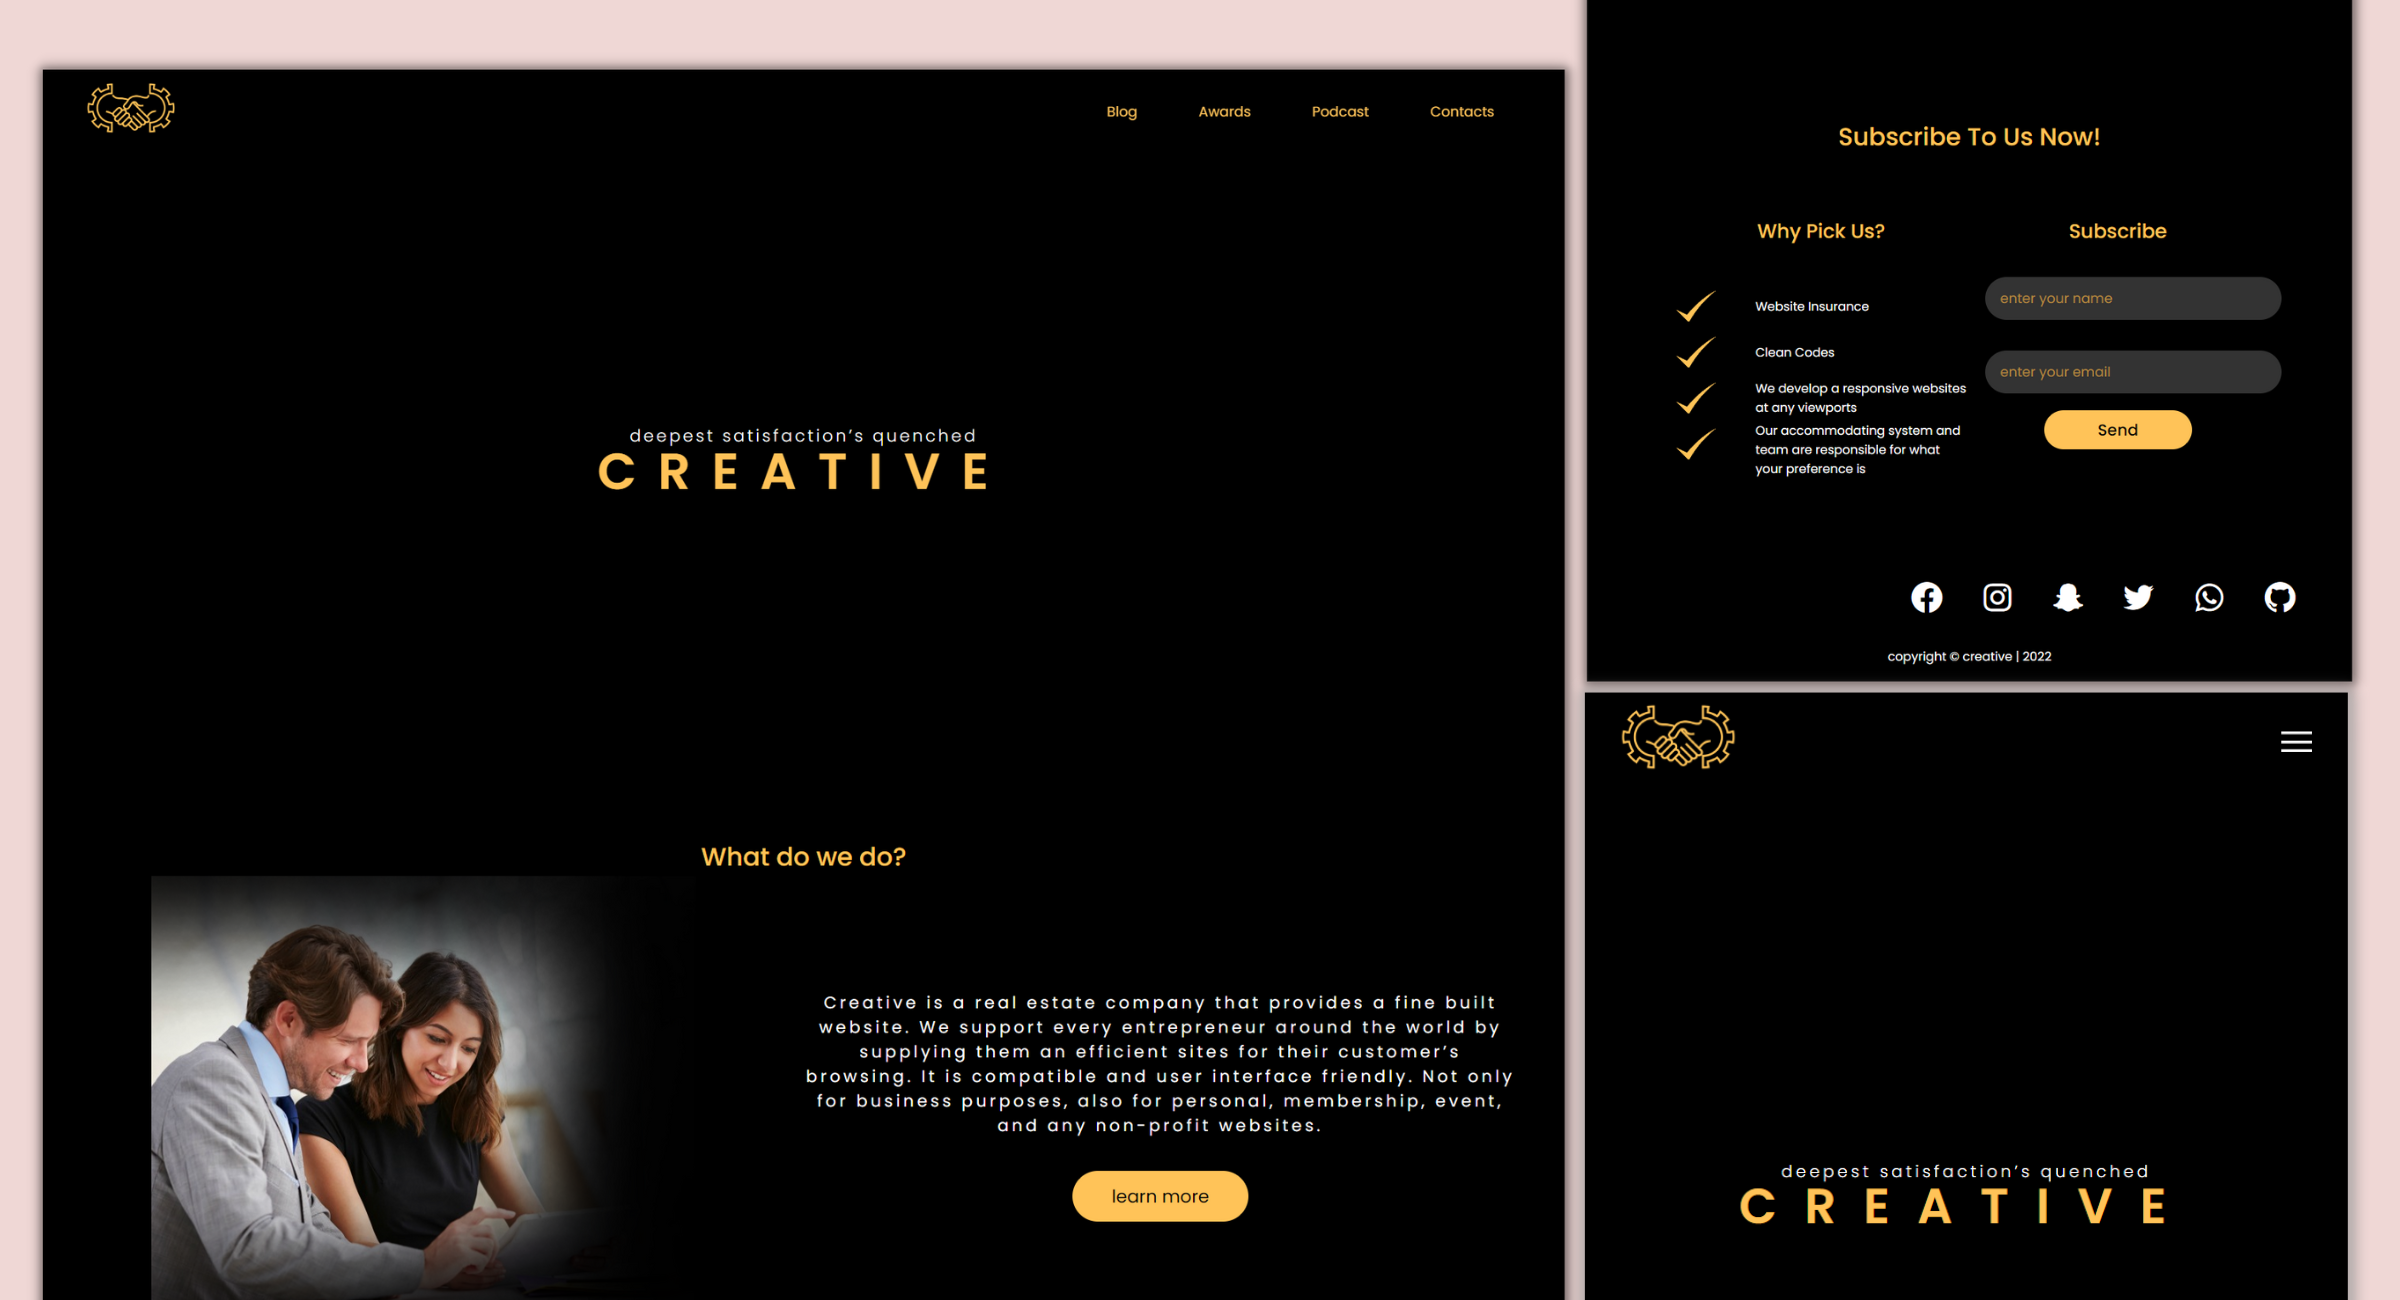 Blog
Awards
Podcast
Contacts
deepest satisfaction's quenched
CREATIVE
What do we do?
Creative is a real estate company that provides a fine built
website. We support every entrepreneur around the world by
supplying them an efficient sites for their customer's
browsing. It is compatible and user interface friendly. Not only
for business purposes, also for personal, membership, event,
and any non-profit websites.
learn more
Subscribe To Us Now!
Why Pick Us?
Website Insurance
Clean Codes
We develop a responsive websites
at any viewports
Our accommodating system and
team are responsible for what
your preference is
Subscribe
enter your name
enter your email
Send
copyright © creative | 2022
deepest satisfaction's quenched
CREATIVE